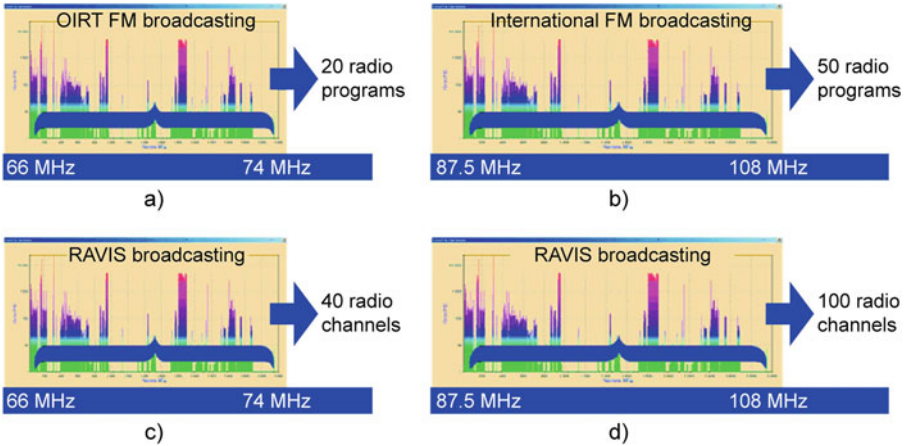 OIRT FM broadcasting
20 radio
programs
66 MHz
74 MHz
a)
International FM broadcasting
50 radio
programs
87.5 MHz
108 MHz
b)
RAVIS broadcasting
40 radio
channels
66 MHz
74 MHz
c)
RAVIS broadcasting
100 radio
channels
87.5 MHz
108 MHz
d)